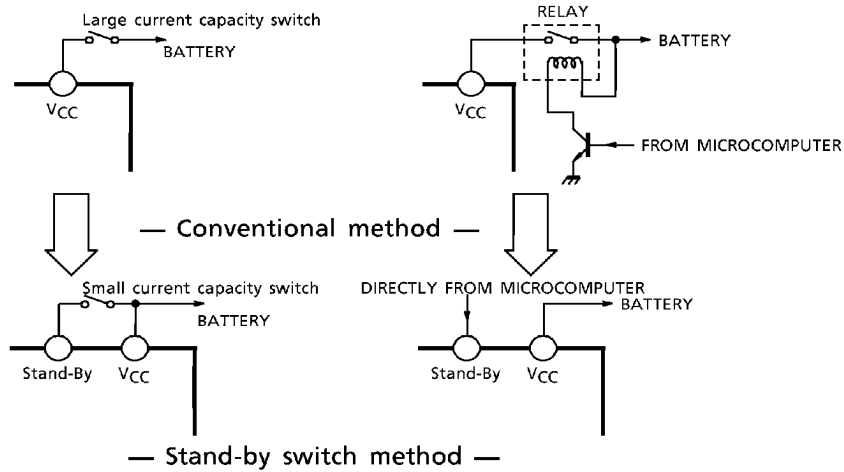 Large current capacity switch
BATTERY
VCC
RELAY
BATTERY
VCC
FROM MICROCOMPUTER
— Conventional method —
Small current capacity switch
BATTERY
Stand-By
VCC
DIRECTLY FROM MICROCOMPUTER
BATTERY
Stand-By
VCC
— Stand-by switch method —